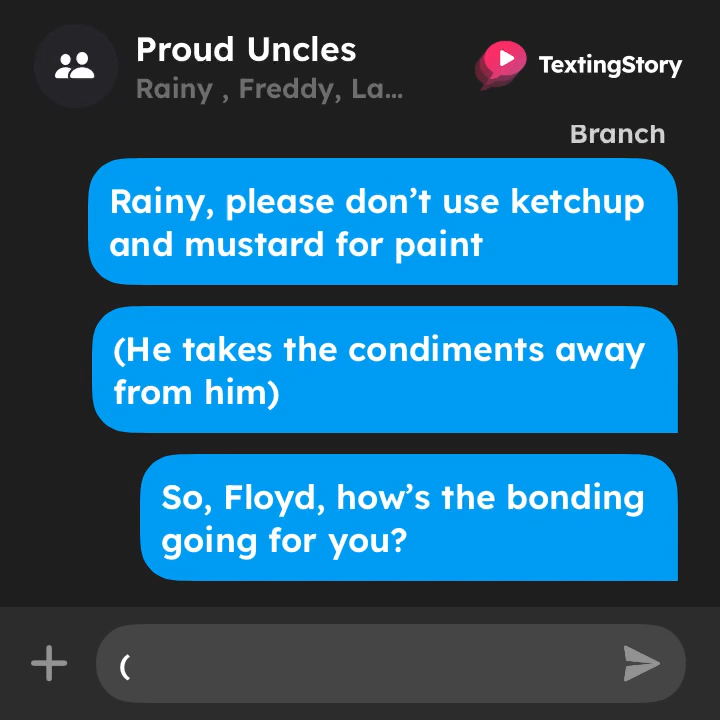 Proud Uncles
Rainy , Freddy, La...
TextingStory
Branch
Rainy, please don’t use ketchup
and mustard for paint
(He takes the condiments away
from him)
So, Floyd, how’s the bonding
going for you?
(